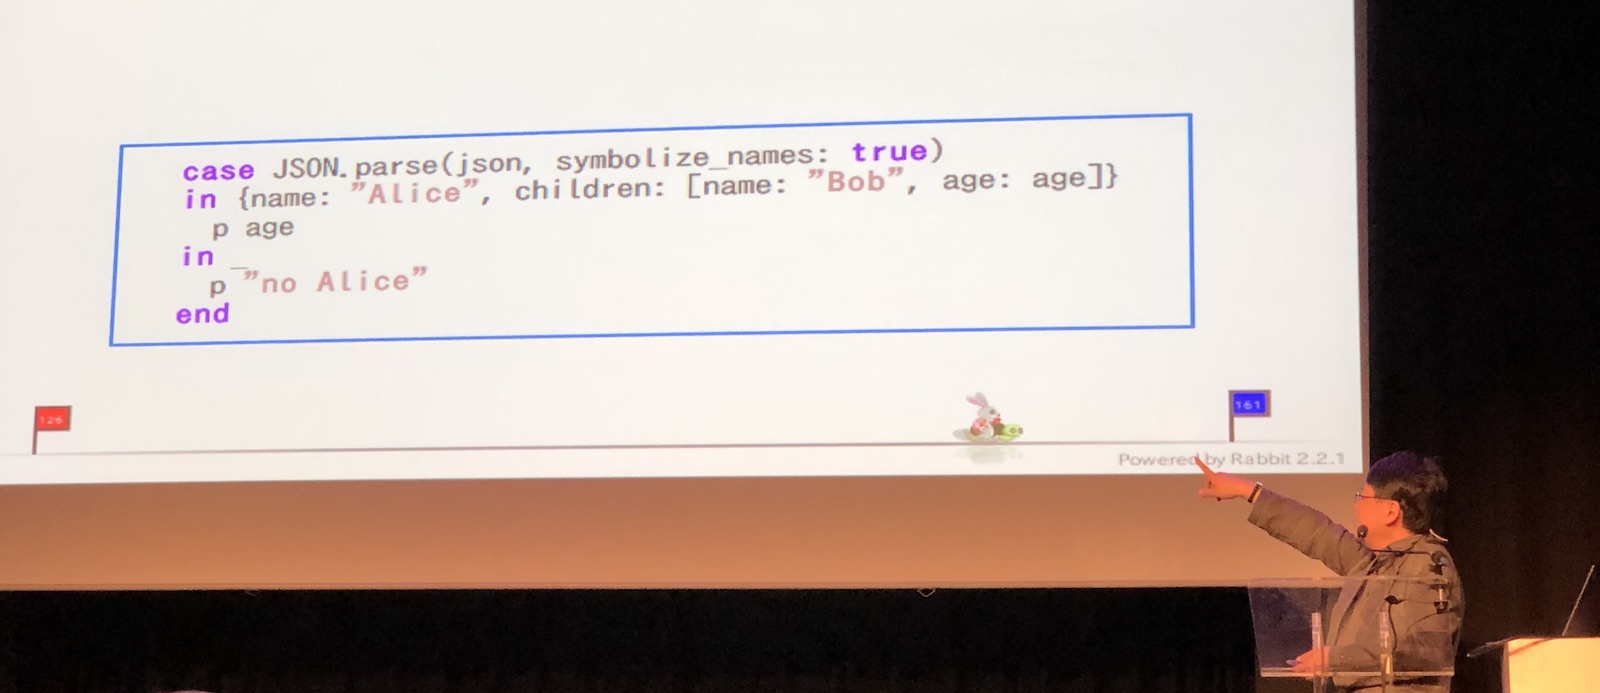 case JSON.parse(json, symbolize_names: true)
in {name: ”Alice”, children: [name: ”Bob”, age: age]}
  p age
in _
  p ”no Alice”
end
126
161
Powered by Rabbit 2.2.1